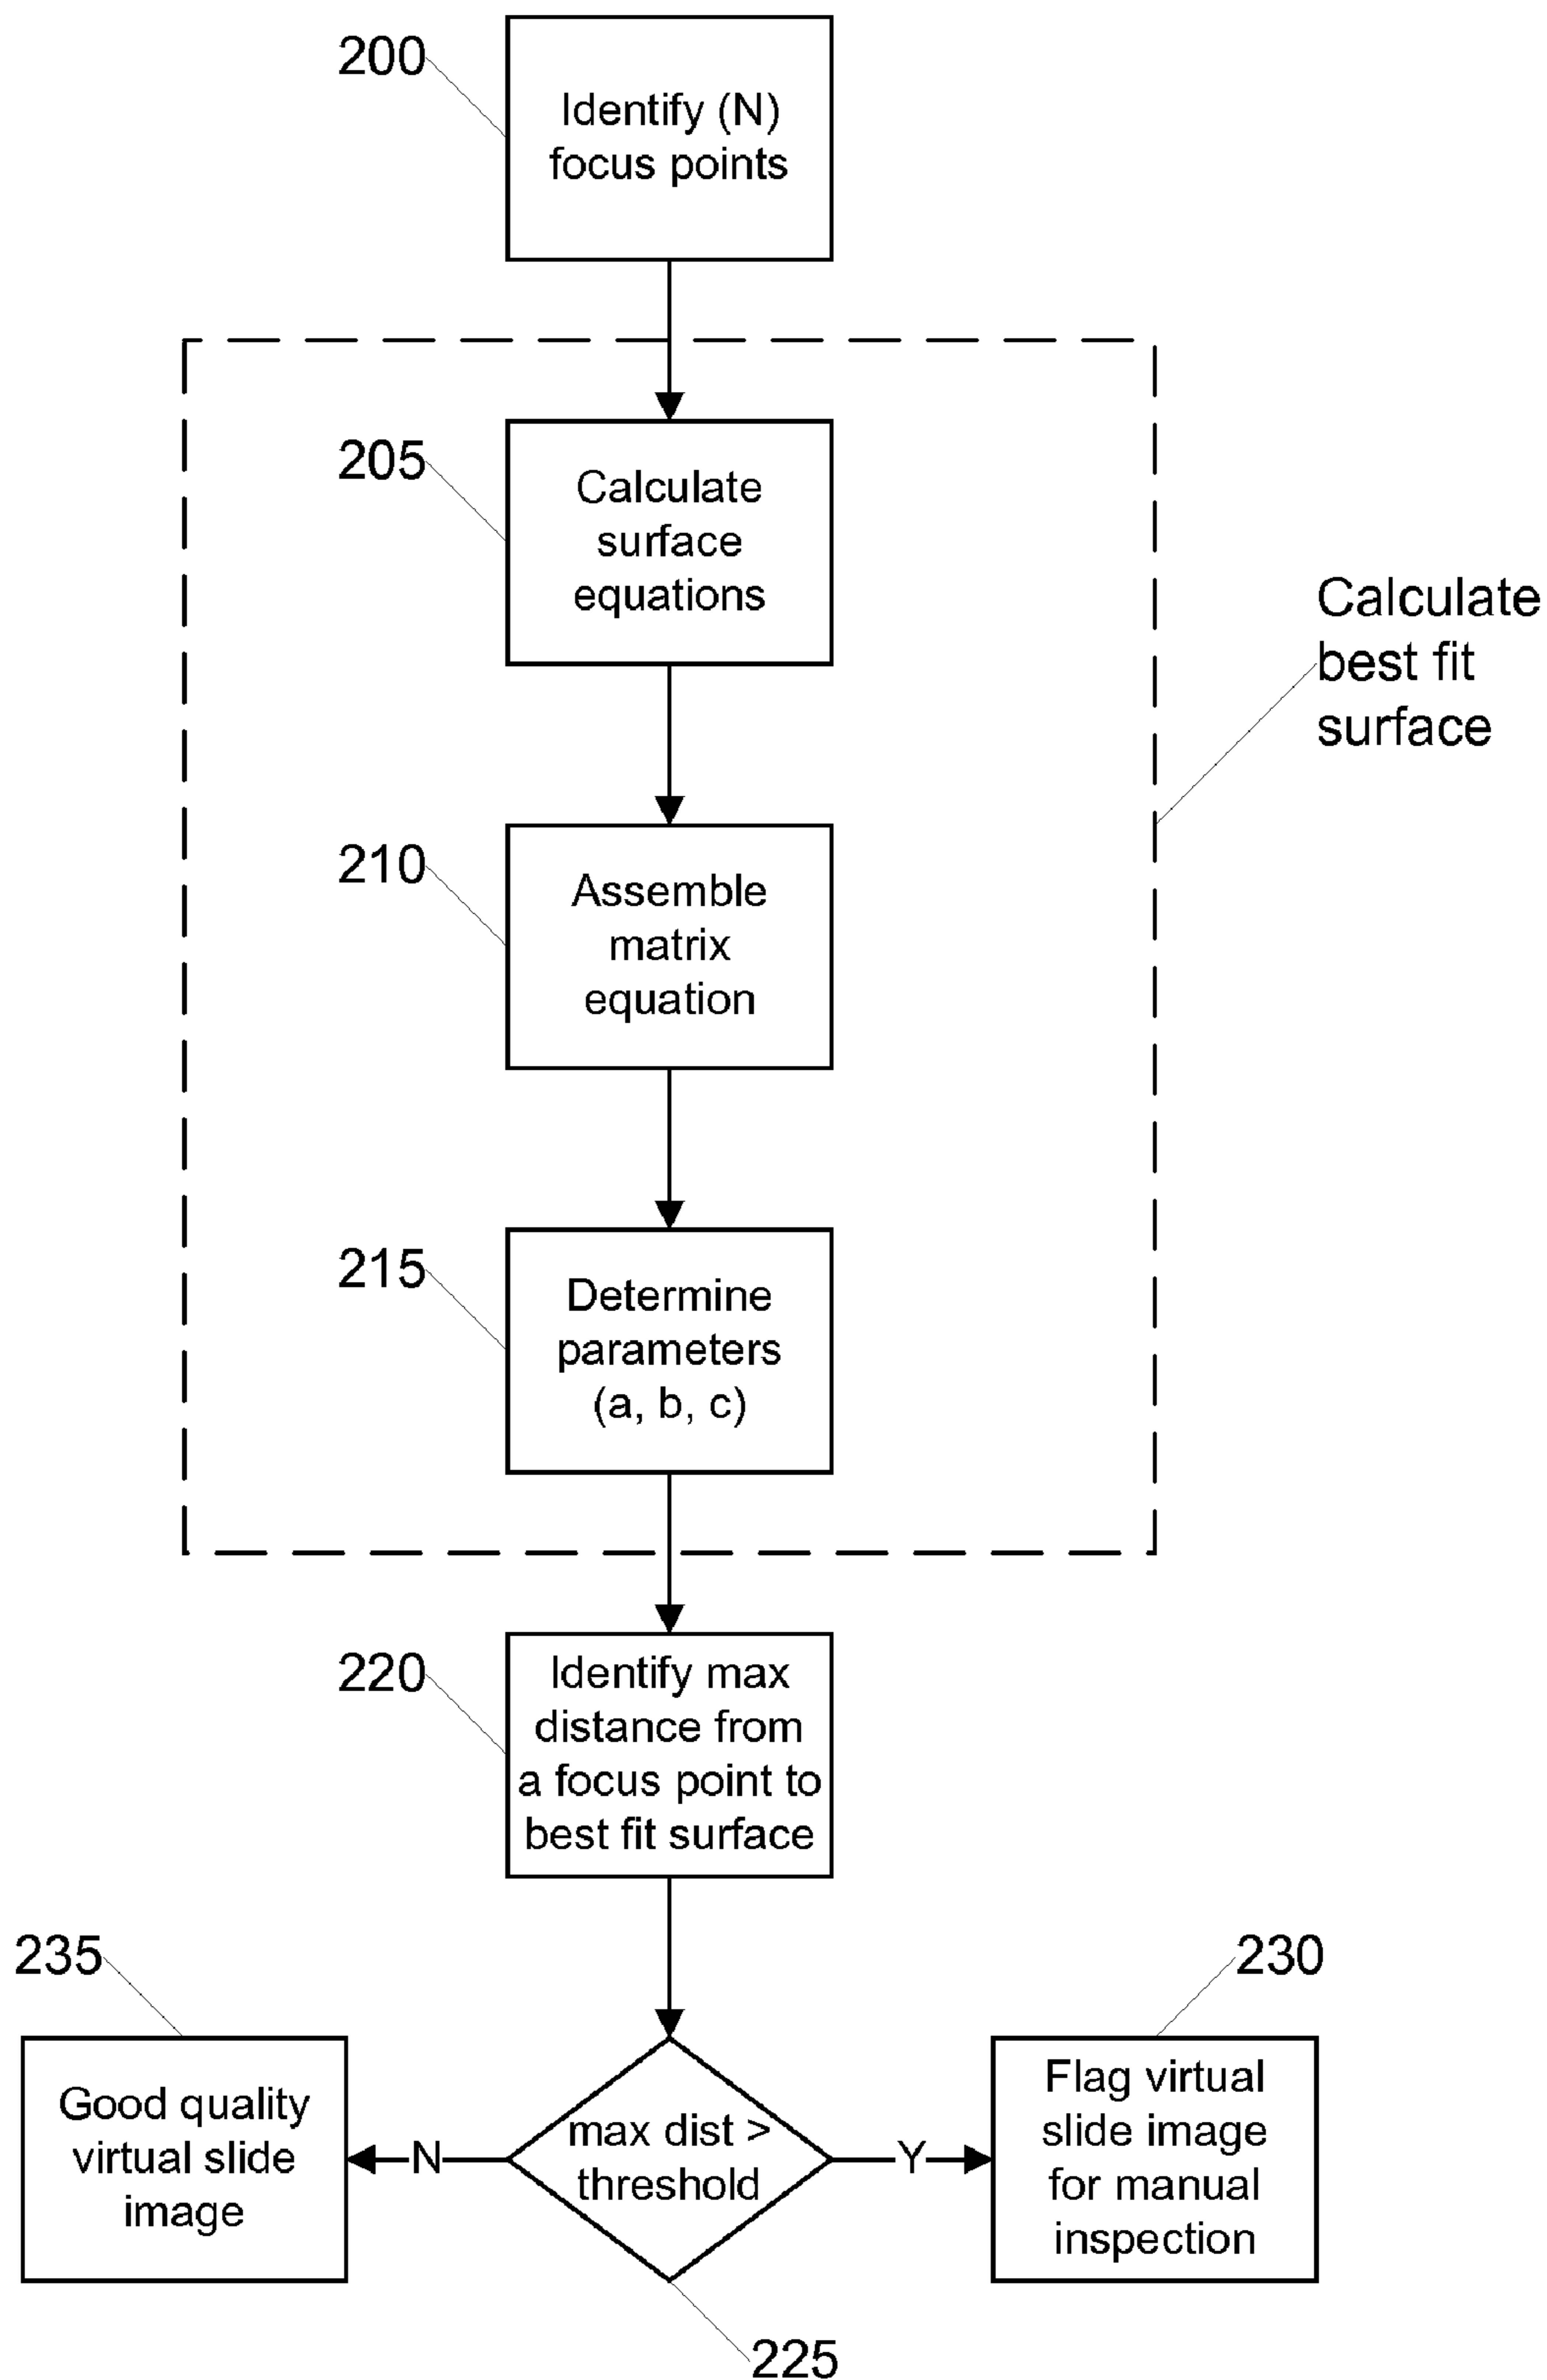 200
Identify (N)
focus points
205
Calculate
surface
equations
Calculate
best fit
surface
210
Assemble
matrix
equation
215
Determine
parameters
(a, b, c)
220
Identify max
distance from
a focus point to
best fit surface
235
230
Good quality
virtual slide
image
N
max dist >
threshold
Y
Flag virtual
slide image
for manual
inspection
225